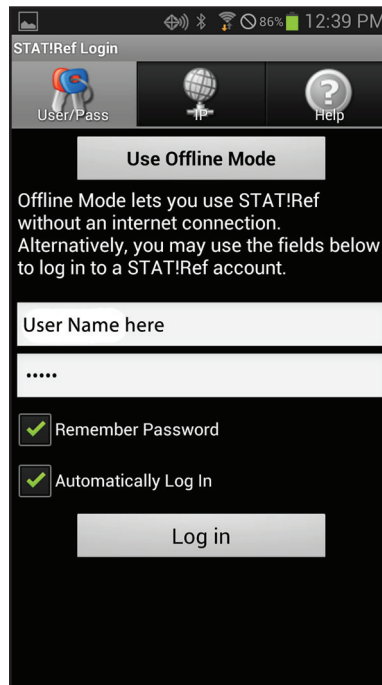 86% 12:39 PM
STAT!Ref Login
User/Pass IP Help
Use Offline Mode
Offline Mode lets you use STAT!Ref
without an internet connection.
Alternatively, you may use the fields below
to log in to a STAT!Ref account.
User Name here
•••••
Remember Password
Automatically Log In
Log in